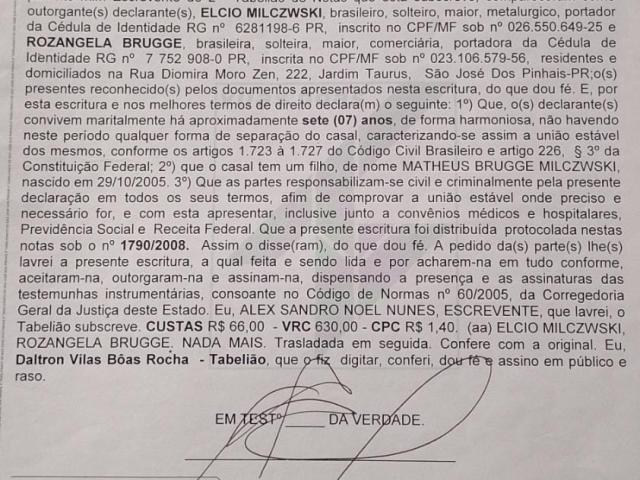 outorgante(s) declarante(s), ELCIO MILCZWSKI, brasileiro, solteiro, maior, metalurgico, portador
da Cédula de Identidade RG nº 6281198-6 PR, inscrito no CPF/MF sob nº 026.550.649-25 e
ROZANGELA BRUGGE, brasileira, solteira, maior, comerciária, portadora da Cédula de
Identidade RG nº 7 752 908-0 PR, inscrito no CPF/MF sob nº 023.106.579-56, residentes e
domiciliados na Rua Diomira Moro Zen, 222, Jardim Taurus, São José Dos Pinhais-PR;o(s)
presentes reconhecido(s) pelos documentos apresentados nesta escritura, do que dou fé. E, por
esta escritura e nos melhores termos de direito declara(m) o seguinte: 1º) Que, o(s) declarante(s)
convivem maritalmente há aproximadamente sete (07) anos, de forma harmoniosa, não havendo
neste período qualquer forma de separação do casal, caracterizando-se assim a união estável
dos mesmos, conforme os artigos 1.723 à 1.727 do Código Civil Brasileiro e artigo 226, § 3º da
Constituição Federal; 2º) que o casal tem um filho, de nome MATHEUS BRUGGE MILCZWSKI,
nascido em 29/10/2005. 3º) Que as partes responsabilizam-se civil e criminalmente pela presente
declaração em todos os seus termos, afim de comprovar a união estável onde preciso e
necessário for, e com esta apresentar, inclusive junto a convênios médicos e hospitalares,
Previdência Social e Receita Federal. Que a presente escritura foi distribuída protocolada nestas
notas sob o nº 1790/2008. Assim o disse(ram), do que dou fé. A pedido da(s) parte(s) lhe(s)
lavrei a presente escritura, a qual feita e sendo lida e por acharem-na em tudo conforme,
aceitaram-na, outorgaram-na e assinam-na, dispensando a presença e as assinaturas das
testemunhas instrumentárias, consoante no Código de Normas nº 60/2005, da Corregedoria
Geral da Justiça deste Estado. Eu, ALEX SANDRO NOEL NUNES, ESCREVENTE, que lavrei, o
Tabelião subscreve. CUSTAS R$ 66,00 - VRC 630,00 - CPC R$ 1,40. (aa) ELCIO MILCZWSKI,
ROZANGELA BRUGGE. NADA MAIS. Trasladada em seguida. Confere com a original. Eu,
Daltron Vilas Bôas Rocha - Tabelião, que o fiz digitar, conferi, dou fé e assino em público e
raso.
EM TESTº ____ DA VERDADE.